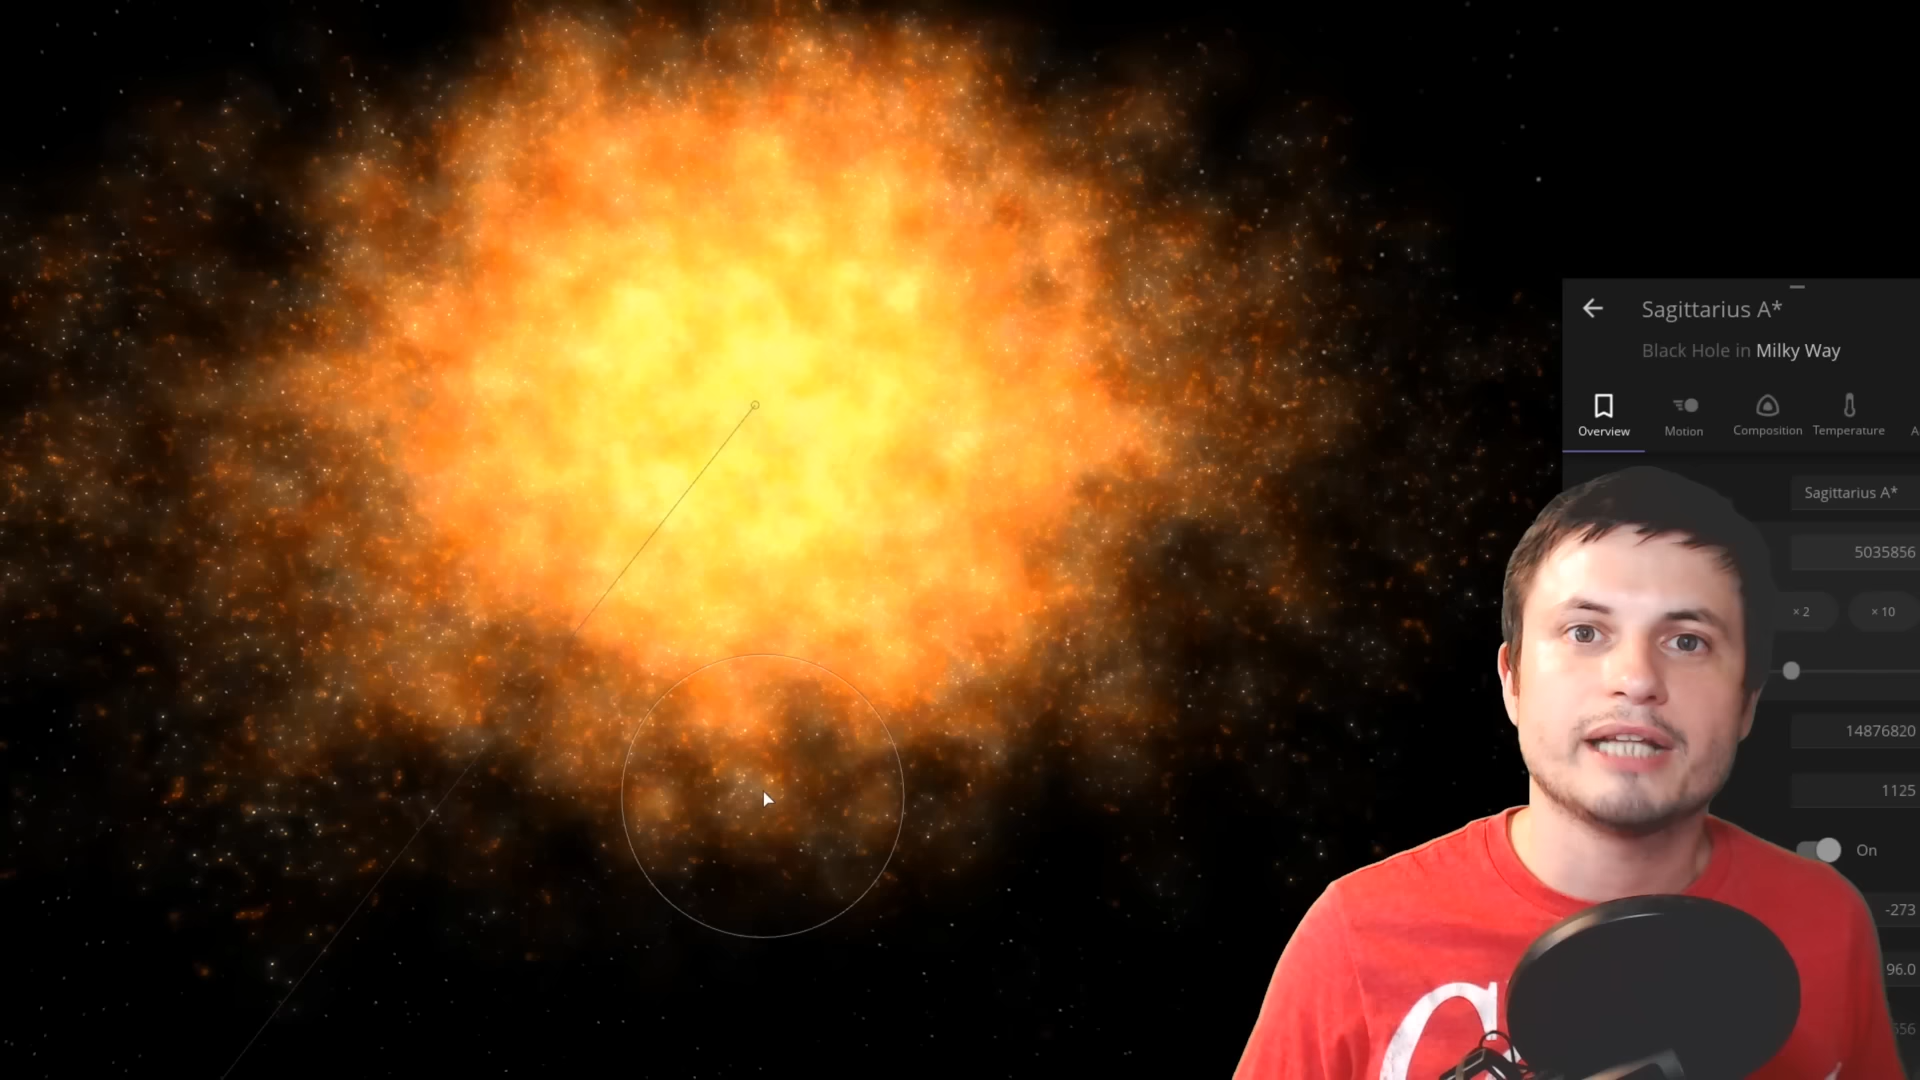 Sagittarius A*
Black Hole in Milky Way
Overview Motion Composition Temperature A
Sagittarius A*
5035856
×2 ×10
14876820
1125
On
-273
96.0
656